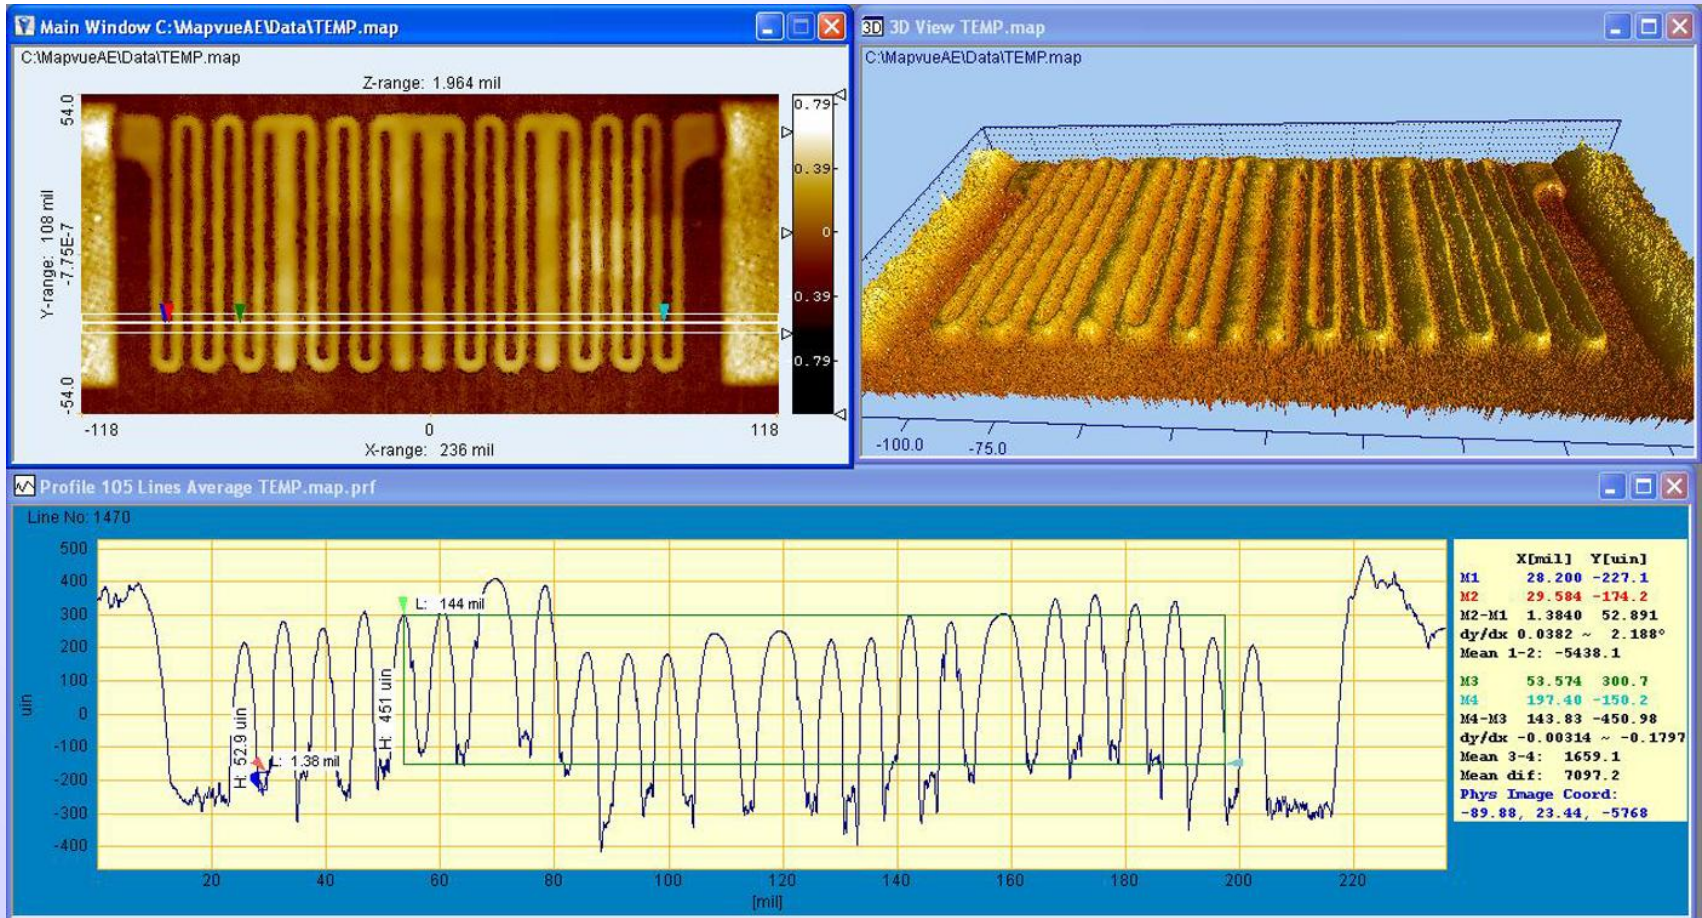 Main Window C:\MapvueAE\Data\TEMP.map
C:\MapvueAE\Data\TEMP.map
Z-range: 1.964 mil
54.0
Y-range: 108 mil
-7.75E-7
-54.0
-118
0
118
X-range: 236 mil
0.79
0.39
0
0.39
0.79
3D 3D View TEMP.map
C:\MapvueAE\Data\TEMP.map
-100.0
-75.0
Profile 105 Lines Average TEMP.map.prf
Line No: 1470
500
400
300
200
100
0
-100
-200
-300
-400
uin
20
40
60
80
100
120
140
160
180
200
220
[mil]
H: 52.9 uin
L: 1.38 mil
H: 451 uin
L: 144 mil
X[mil] Y[uin]
M1 28.200 -227.1
M2 29.584 -174.2
M2-M1 1.3840 52.891
dy/dx 0.0382 ~ 2.188°
Mean 1-2: -5438.1
M3 53.574 300.7
M4 197.40 -150.2
M4-M3 143.83 -450.98
dy/dx -0.00314 ~ -0.1797
Mean 3-4: 1659.1
Mean dif: 7097.2
Phys Image Coord:
-89.88, 23.44, -5768